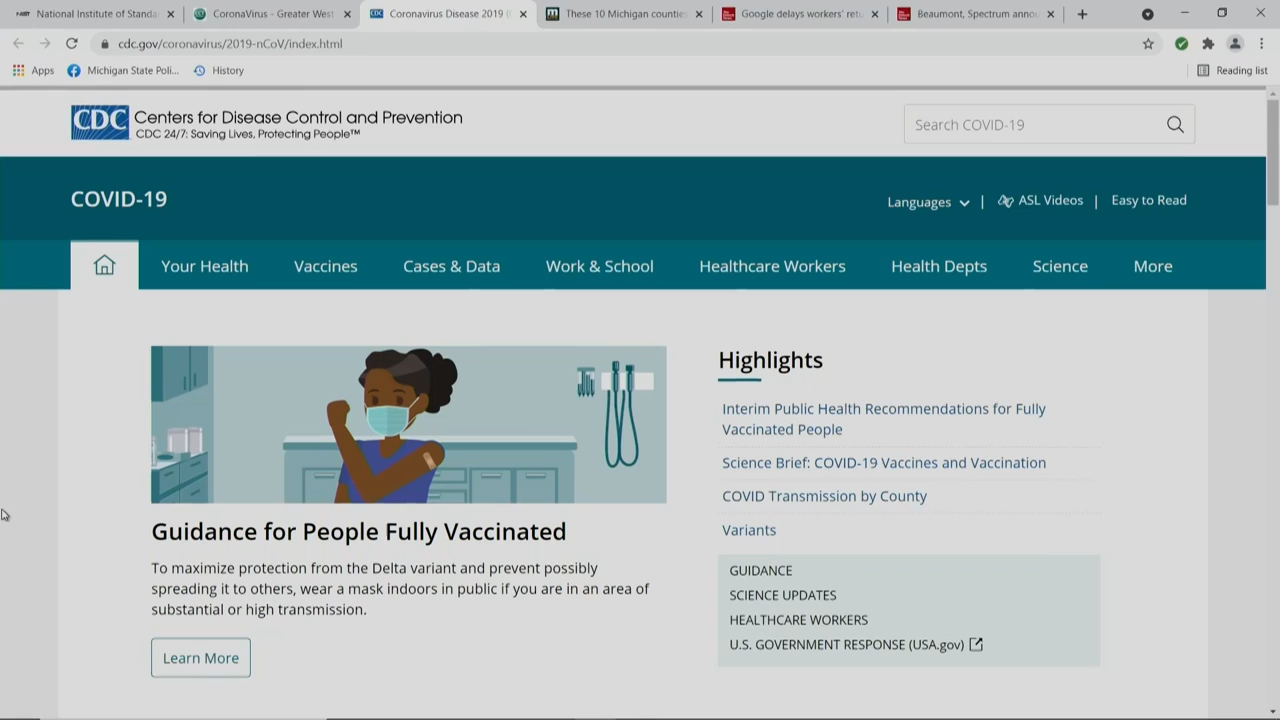 National Institute of Standa
CoronaVirus - Greater West
CDC
Coronavirus Disease 2019 (
These 10 Michigan counties
Google delays workers' retu
Beaumont, Spectrum annou
cdc.gov/coronavirus/2019-nCoV/index.html
Apps
Michigan State Poli...
History
Reading list
CDC
Centers for Disease Control and Prevention
CDC 24/7: Saving Lives, Protecting People™
Search COVID-19
COVID-19
Languages | ASL Videos | Easy to Read
Your Health
Vaccines
Cases & Data
Work & School
Healthcare Workers
Health Depts
Science
More
Guidance for People Fully Vaccinated
To maximize protection from the Delta variant and prevent possibly
spreading it to others, wear a mask indoors in public if you are in an area of
substantial or high transmission.
Learn More
Highlights
Interim Public Health Recommendations for Fully
Vaccinated People
Science Brief: COVID-19 Vaccines and Vaccination
COVID Transmission by County
Variants
GUIDANCE
SCIENCE UPDATES
HEALTHCARE WORKERS
U.S. GOVERNMENT RESPONSE (USA.gov)